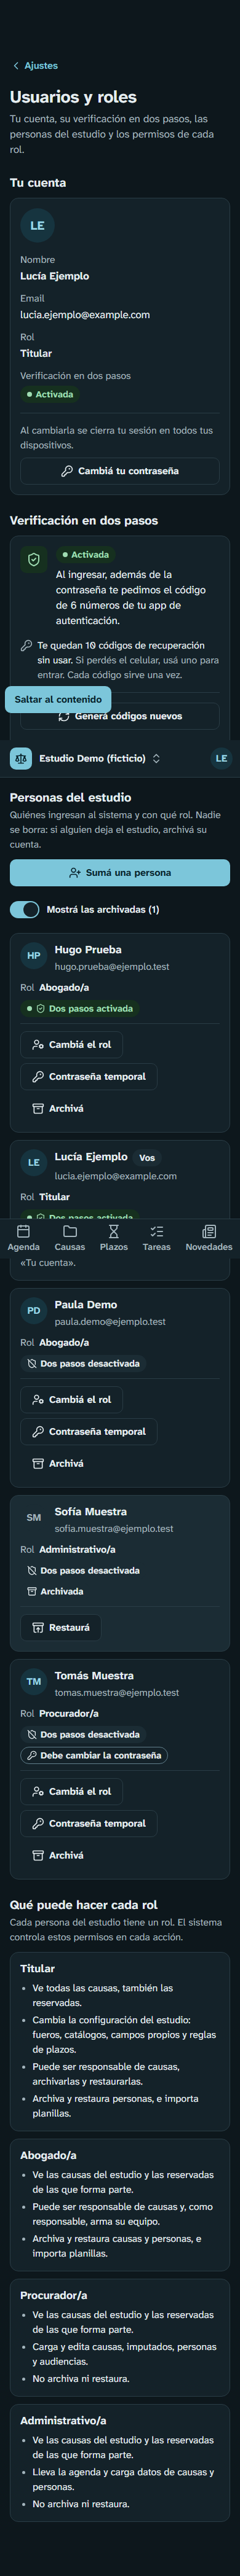 Ajustes
Usuarios y roles
Tu cuenta, su verificación en dos pasos, las
personas del estudio y los permisos de cada
rol.
Tu cuenta
LE
Nombre
Lucía Ejemplo
Email
lucia.ejemplo@example.com
Rol
Titular
Verificación en dos pasos
Activada
Al cambiarla se cierra tu sesión en todos tus
dispositivos.
Cambiá tu contraseña
Verificación en dos pasos
Activada
Al ingresar, además de la
contraseña te pedimos el código
de 6 números de tu app de
autenticación.
Te quedan 10 códigos de recuperación
sin usar. Si perdés el celular, usá uno para
entrar. Cada código sirve una vez.
Saltar al contenido
Generá códigos nuevos
Estudio Demo (ficticio)
LE
Personas del estudio
Quiénes ingresan al sistema y con qué rol. Nadie
se borra: si alguien deja el estudio, archivá su
cuenta.
Sumá una persona
Mostrá las archivadas (1)
HP
Hugo Prueba
hugo.prueba@ejemplo.test
Rol Abogado/a
Dos pasos activada
Cambiá el rol
Contraseña temporal
Archivá
LE
Lucía Ejemplo Vos
lucia.ejemplo@example.com
Rol Titular
Dos pasos activada
Agenda Causas Plazos Tareas Novedades
«Tu cuenta».
PD
Paula Demo
paula.demo@ejemplo.test
Rol Abogado/a
Dos pasos desactivada
Cambiá el rol
Contraseña temporal
Archivá
SM
Sofía Muestra
sofia.muestra@ejemplo.test
Rol Administrativo/a
Dos pasos desactivada
Archivada
Restaurá
TM
Tomás Muestra
tomas.muestra@ejemplo.test
Rol Procurador/a
Dos pasos desactivada
Debe cambiar la contraseña
Cambiá el rol
Contraseña temporal
Archivá
Qué puede hacer cada rol
Cada persona del estudio tiene un rol. El sistema
controla estos permisos en cada acción.
Titular
• Ve todas las causas, también las
reservadas.
• Cambia la configuración del estudio:
fueros, catálogos, campos propios y reglas
de plazos.
• Puede ser responsable de causas,
archivarlas y restaurarlas.
• Archiva y restaura personas, e importa
planillas.
Abogado/a
• Ve las causas del estudio y las reservadas
de las que forma parte.
• Puede ser responsable de causas y, como
responsable, arma su equipo.
• Archiva y restaura causas y personas, e
importa planillas.
Procurador/a
• Ve las causas del estudio y las reservadas
de las que forma parte.
• Carga y edita causas, imputados, personas
y audiencias.
• No archiva ni restaura.
Administrativo/a
• Ve las causas del estudio y las reservadas
de las que forma parte.
• Lleva la agenda y carga datos de causas y
personas.
• No archiva ni restaura.